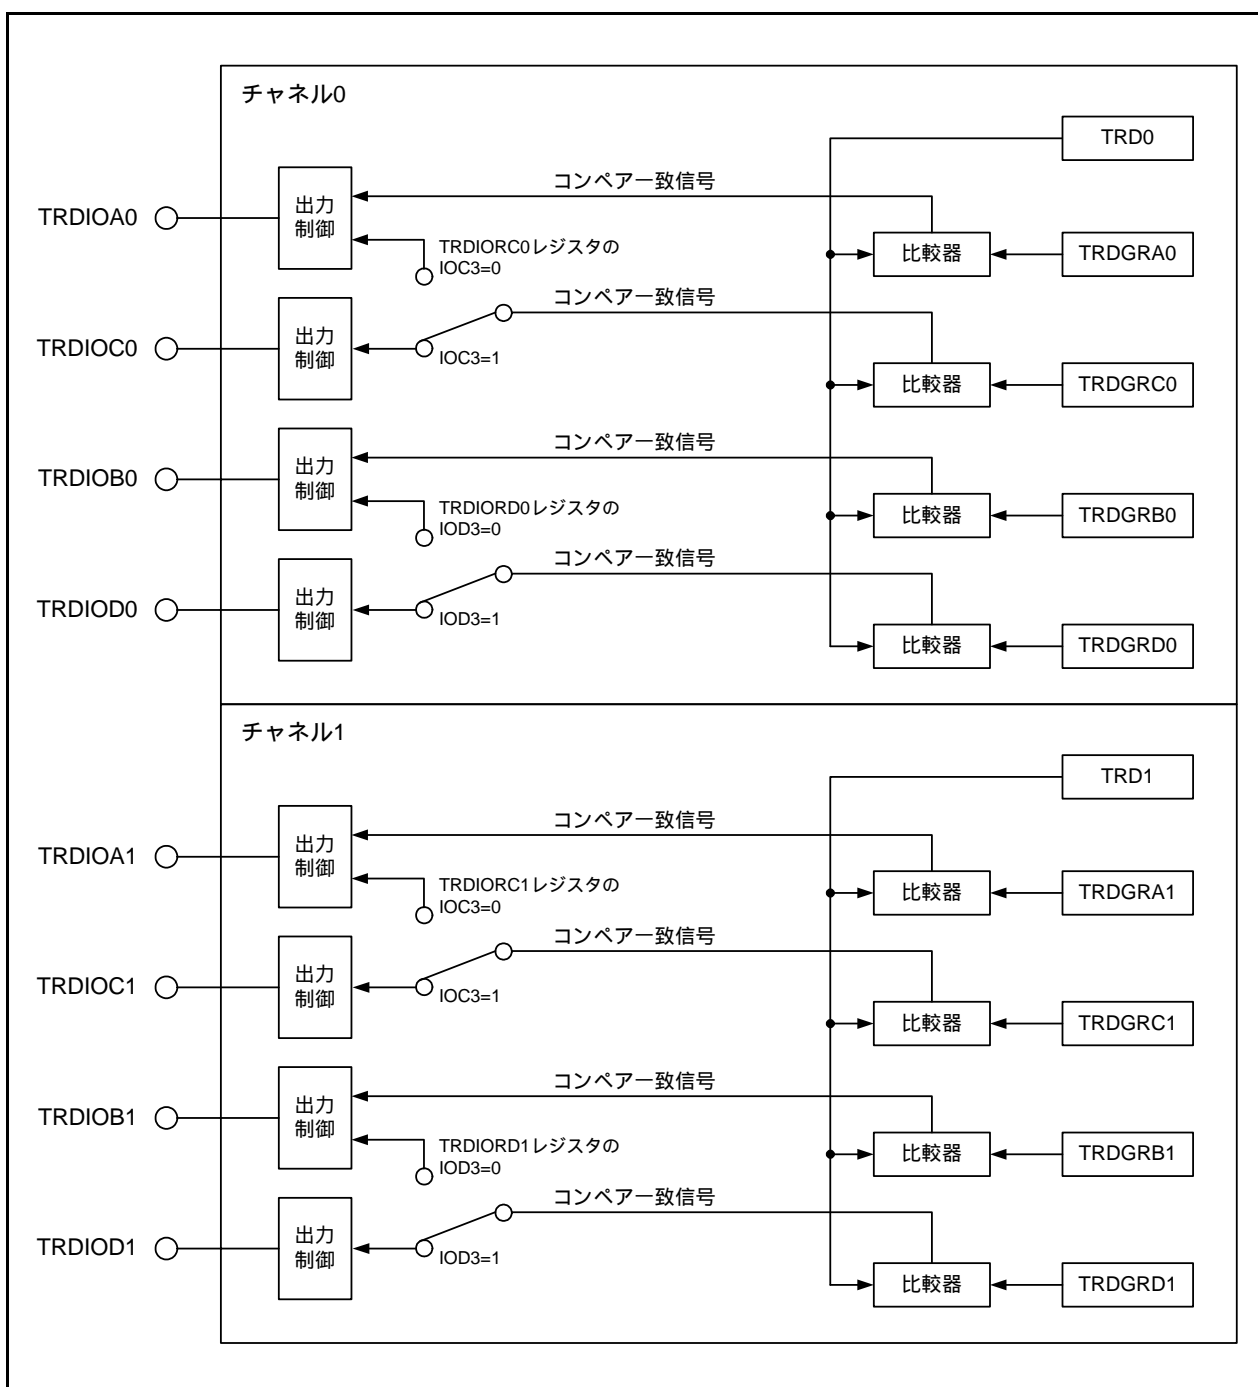 チャネル0
TRD0
コンペア一致信号
出力
制御
TRDIOA0
TRDIORC0レジスタの
IOC3=0
比較器
TRDGRA0
コンペア一致信号
出力
制御
TRDIOC0
IOC3=1
比較器
TRDGRC0
コンペア一致信号
出力
制御
TRDIOB0
TRDIORD0レジスタの
IOD3=0
比較器
TRDGRB0
コンペア一致信号
出力
制御
TRDIOD0
IOD3=1
比較器
TRDGRD0
チャネル1
TRD1
コンペア一致信号
出力
制御
TRDIOA1
TRDIORC1レジスタの
IOC3=0
比較器
TRDGRA1
コンペア一致信号
出力
制御
TRDIOC1
IOC3=1
比較器
TRDGRC1
コンペア一致信号
出力
制御
TRDIOB1
TRDIORD1レジスタの
IOD3=0
比較器
TRDGRB1
コンペア一致信号
出力
制御
TRDIOD1
IOD3=1
比較器
TRDGRD1